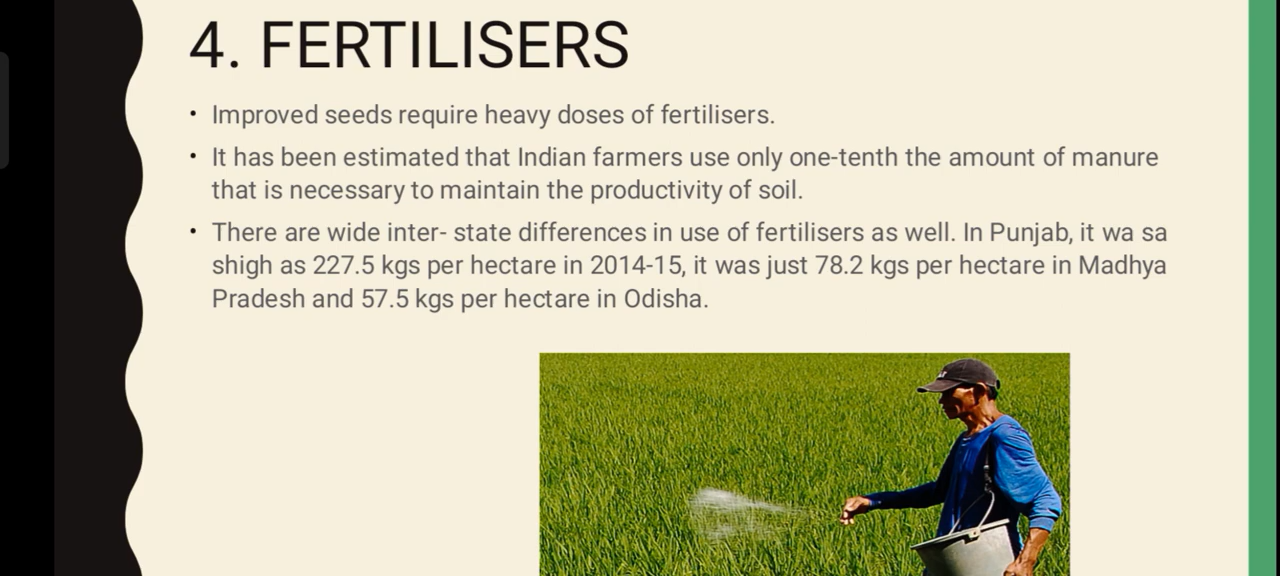 4. FERTILISERS
• Improved seeds require heavy doses of fertilisers.
• It has been estimated that Indian farmers use only one-tenth the amount of manure
that is necessary to maintain the productivity of soil.
• There are wide inter- state differences in use of fertilisers as well. In Punjab, it wa sa
shigh as 227.5 kgs per hectare in 2014-15, it was just 78.2 kgs per hectare in Madhya
Pradesh and 57.5 kgs per hectare in Odisha.